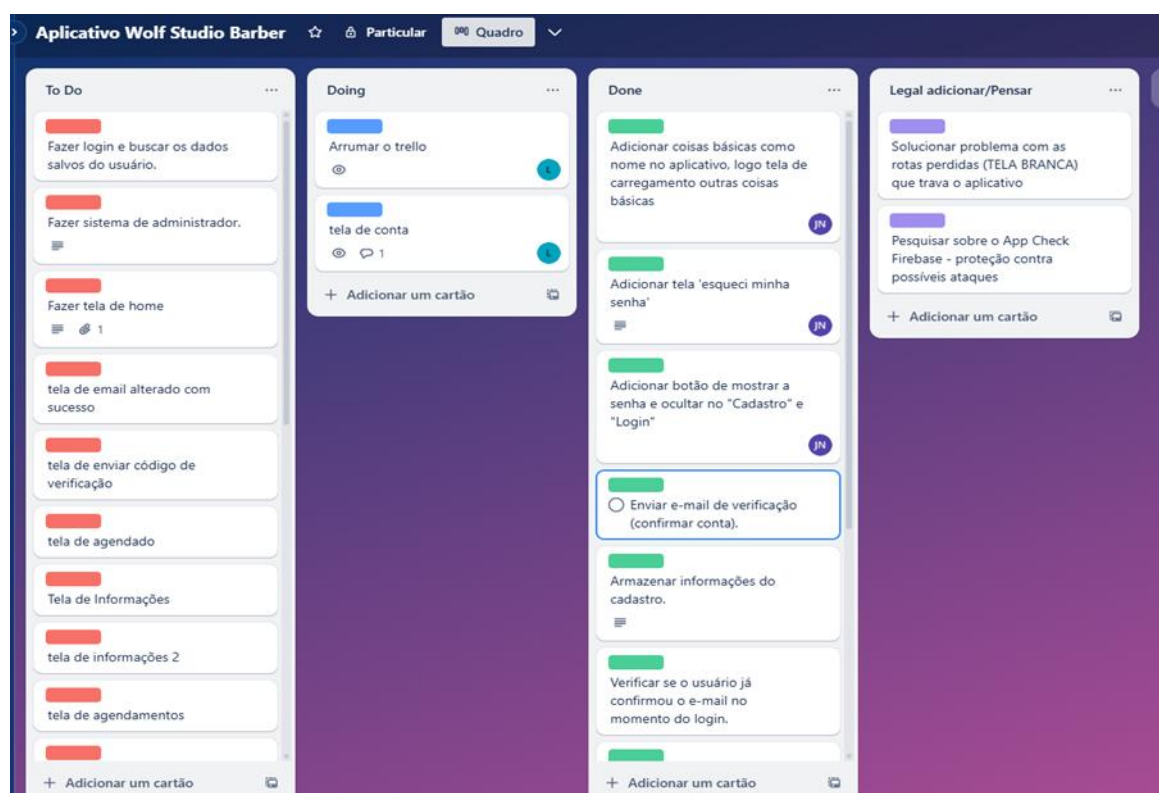 Aplicativo Wolf Studio Barber
Particular
Quadro
To Do
Fazer login e buscar os dados
salvos do usuário.
Fazer sistema de administrador.
Fazer tela de home
1
tela de email alterado com
sucesso
tela de enviar código de
verificação
tela de agendado
Tela de Informações
tela de informações 2
tela de agendamentos
+ Adicionar um cartão
Doing
Arrumar o trello
L
tela de conta
1
L
+ Adicionar um cartão
Done
Adicionar coisas básicas como
nome no aplicativo, logo tela de
carregamento outras coisas
básicas
JN
Adicionar tela 'esqueci minha
senha'
JN
Adicionar botão de mostrar a
senha e ocultar no "Cadastro" e
"Login"
JN
Enviar e-mail de verificação
(confirmar conta).
Armazenar informações do
cadastro.
Verificar se o usuário já
confirmou o e-mail no
momento do login.
+ Adicionar um cartão
Legal adicionar/Pensar
Solucionar problema com as
rotas perdidas (TELA BRANCA)
que trava o aplicativo
Pesquisar sobre o App Check
Firebase - proteção contra
possíveis ataques
+ Adicionar um cartão